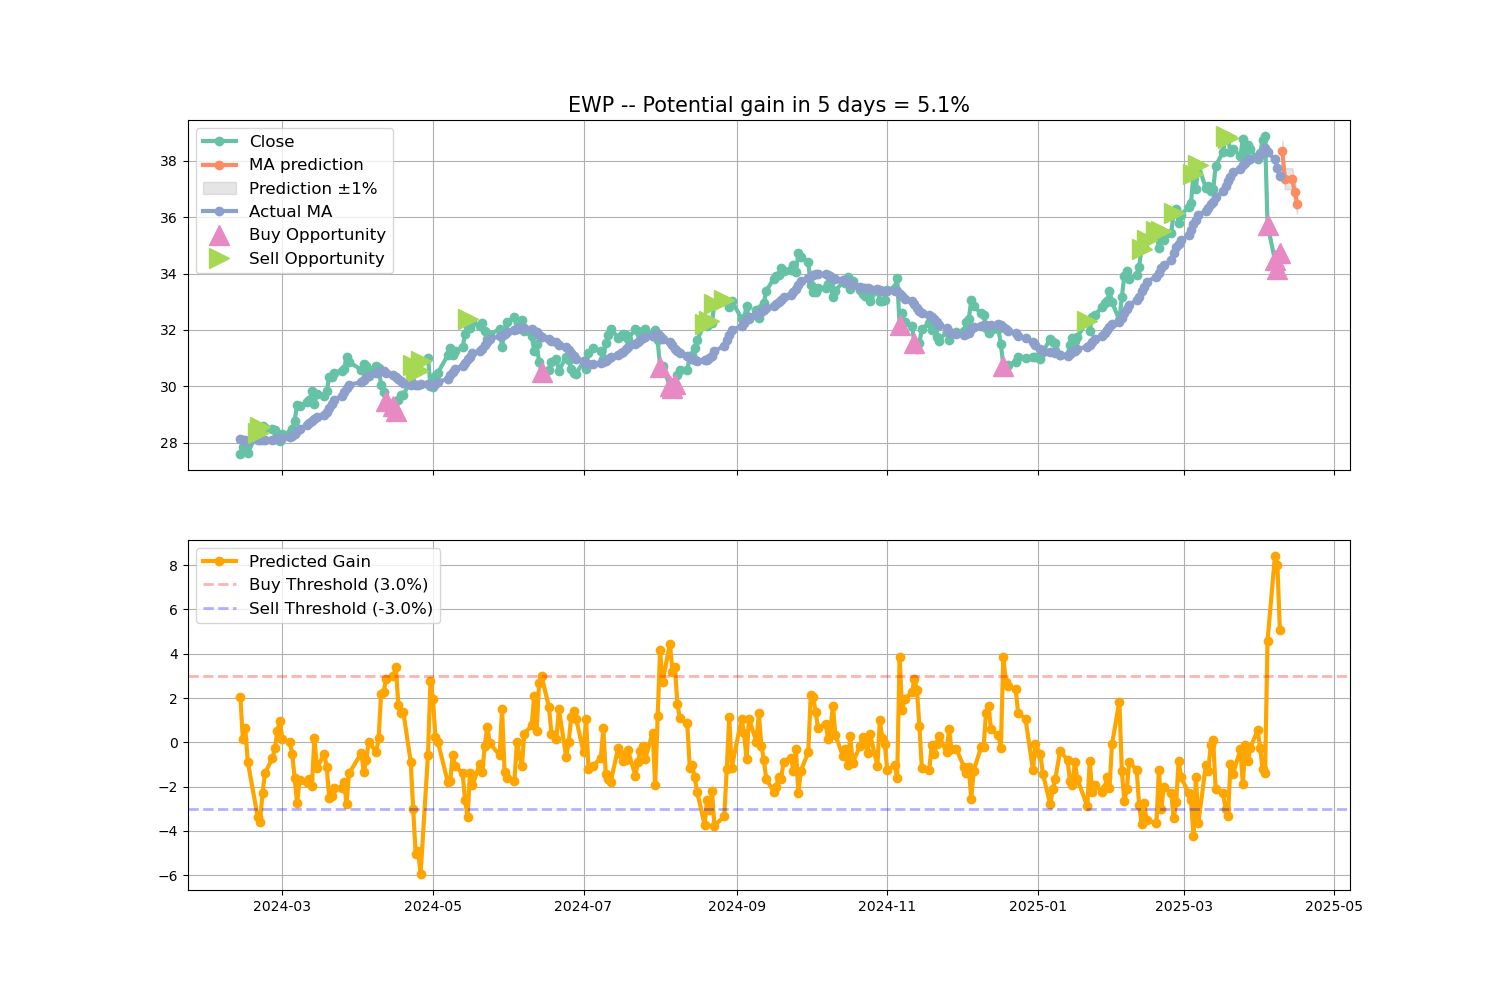 EWP -- Potential gain in 5 days = 5.1%
Close
MA prediction
Prediction ±1%
Actual MA
Buy Opportunity
Sell Opportunity
38
36
34
32
30
28
Predicted Gain
Buy Threshold (3.0%)
Sell Threshold (-3.0%)
8
6
4
2
0
−2
−4
−6
2024-03
2024-05
2024-07
2024-09
2024-11
2025-01
2025-03
2025-05